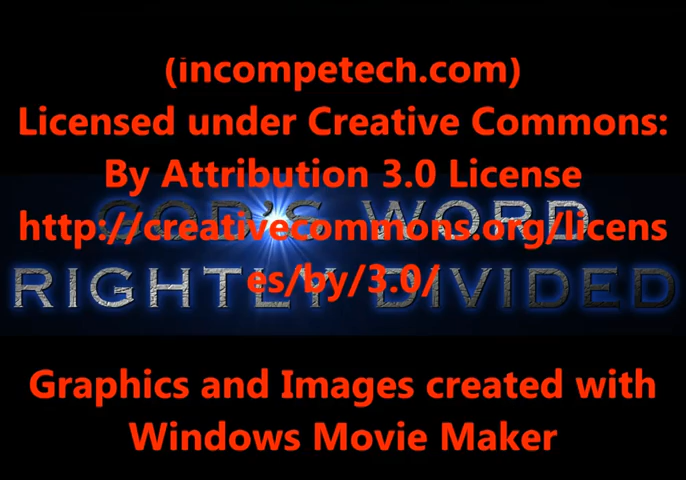 (incompetech.com)
Licensed under Creative Commons:
By Attribution 3.0 License
http://creativecommons.org/licens
es/by/3.0/
GOD'S WORD
RIGHTLY DIVIDED
Graphics and Images created with
Windows Movie Maker